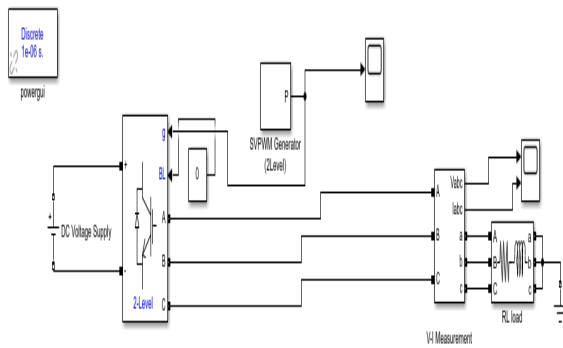 Discrete
1e-06 s.
powergui
P
SVPWM Generator
(2Level)
g
BL
0
+
A
+
DC Voltage Supply
B
-
C
2-Level
A
Vabc
Iabc
B
a
A
a
b
B
b
C
c
C
c
RL load
V-I Measurement